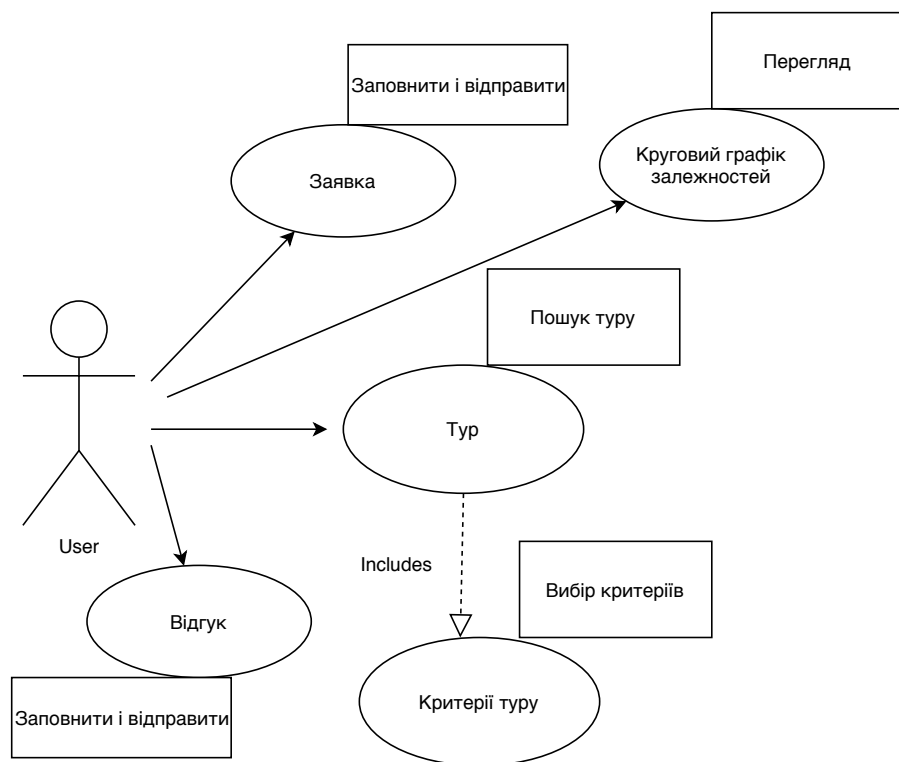 Перегляд
Заповнити і відправити
Круговий графік
залежностей
Заявка
Пошук туру
Тур
User
Includes
Вибір критеріїв
Відгук
Критерії туру
Заповнити і відправити